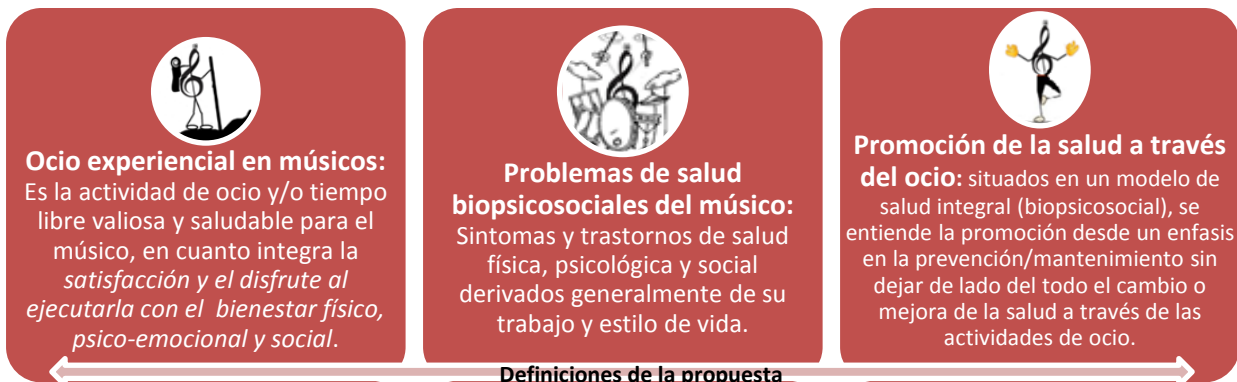 Ocio experiencial en músicos:
Es la actividad de ocio y/o tiempo
libre valiosa y saludable para el
músico, en cuanto integra la
satisfacción y el disfrute al
ejecutarla con el bienestar físico,
psico-emocional y social.
Problemas de salud
biopsicosociales del músico:
Sintomas y trastornos de salud
física, psicológica y social
derivados generalmente de su
trabajo y estilo de vida.
Promoción de la salud a través
del ocio: situados en un modelo de
salud integral (biopsicosocial), se
entiende la promoción desde un enfasis
en la prevención/mantenimiento sin
dejar de lado del todo el cambio o
mejora de la salud a través de las
actividades de ocio.
Definiciones de la propuesta